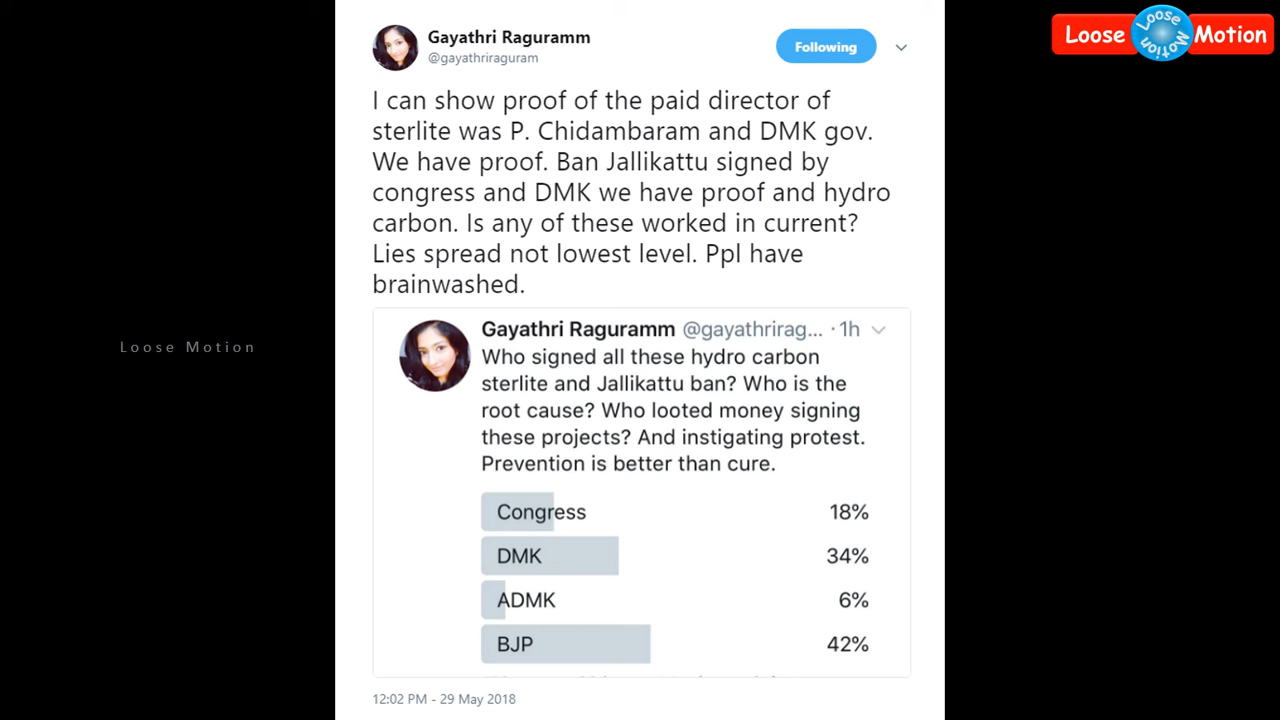 Gayathri Raguramm
@gayathriraguram
Following
Loose Motion
Loose Motion
I can show proof of the paid director of
sterlite was P. Chidambaram and DMK gov.
We have proof. Ban Jallikattu signed by
congress and DMK we have proof and hydro
carbon. Is any of these worked in current?
Lies spread not lowest level. Ppl have
brainwashed.
Gayathri Raguramm @gayathrirag... · 1h
Who signed all these hydro carbon
sterlite and Jallikattu ban? Who is the
root cause? Who looted money signing
these projects? And instigating protest.
Prevention is better than cure.
Loose Motion
Congress 18%
DMK 34%
ADMK 6%
BJP 42%
12:02 PM - 29 May 2018